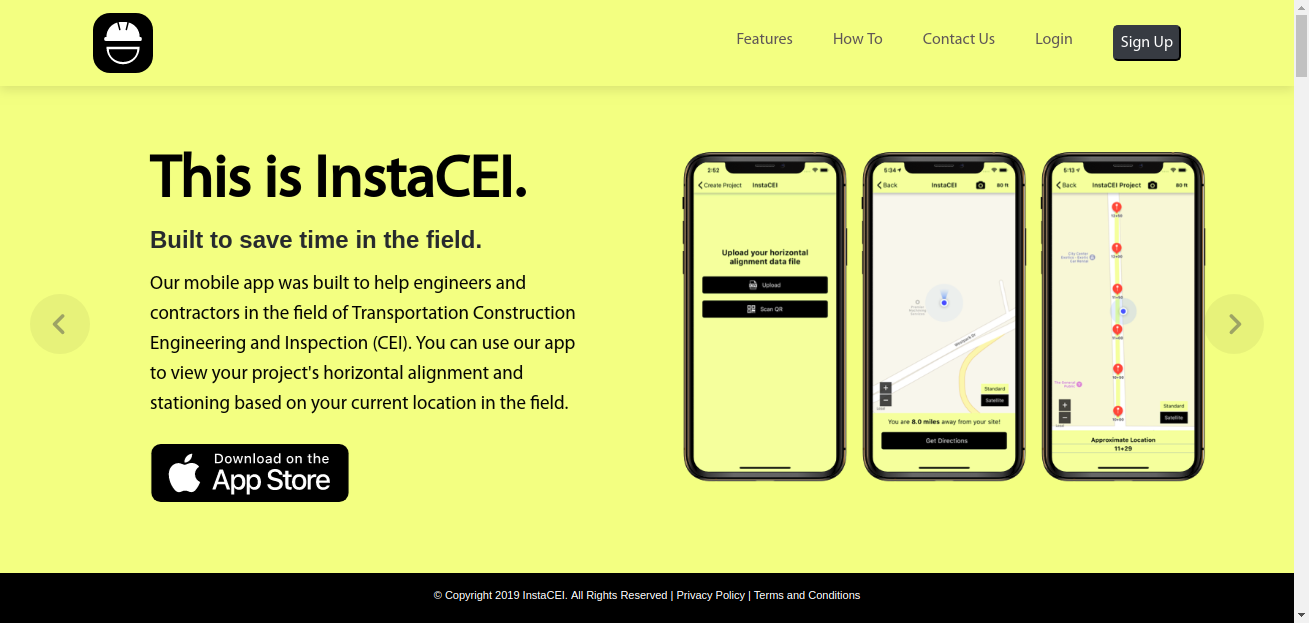 Features How To Contact Us Login Sign Up
This is InstaCEI.
Built to save time in the field.
Our mobile app was built to help engineers and
contractors in the field of Transportation Construction
Engineering and Inspection (CEI). You can use our app
to view your project's horizontal alignment and
stationing based on your current location in the field.
Download on the
App Store
2:52
Create Project InstaCEI
Upload your horizontal
alignment data file
Upload
Scan QR
5:34
Back InstaCEI 80 ft
Standard
Satellite
You are 8.0 miles away from your site!
Get Directions
5:13
Back InstaCEI Project 80 ft
Standard
Satellite
Approximate Location
11+29
© Copyright 2019 InstaCEI. All Rights Reserved | Privacy Policy | Terms and Conditions